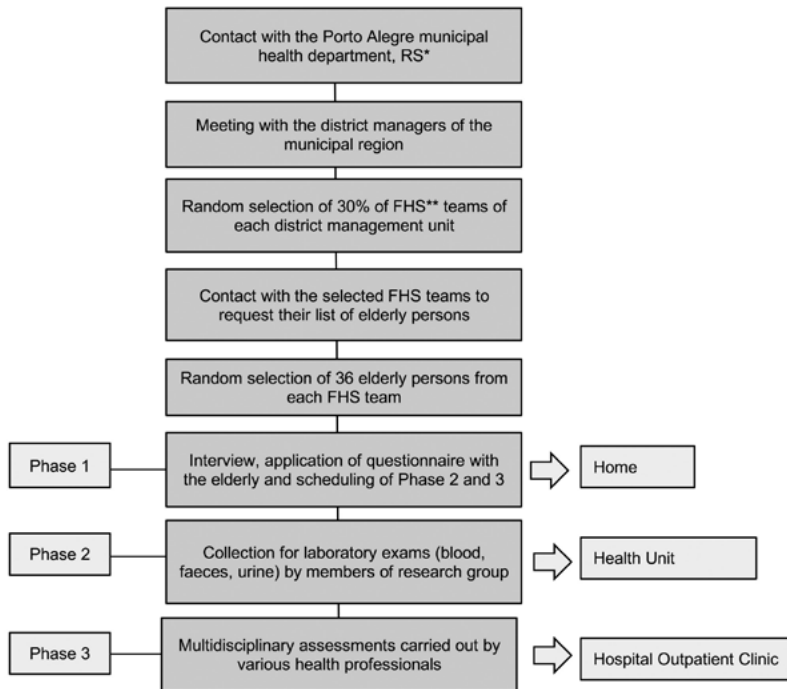 Contact with the Porto Alegre municipal
health department, RS*
Meeting with the district managers of the
municipal region
Random selection of 30% of FHS** teams of
each district management unit
Contact with the selected FHS teams to
request their list of elderly persons
Random selection of 36 elderly persons from
each FHS team
Phase 1
Interview, application of questionnaire with
the elderly and scheduling of Phase 2 and 3
Home
Phase 2
Collection for laboratory exams (blood,
faeces, urine) by members of research group
Health Unit
Phase 3
Multidisciplinary assessments carried out by
various health professionals
Hospital Outpatient Clinic